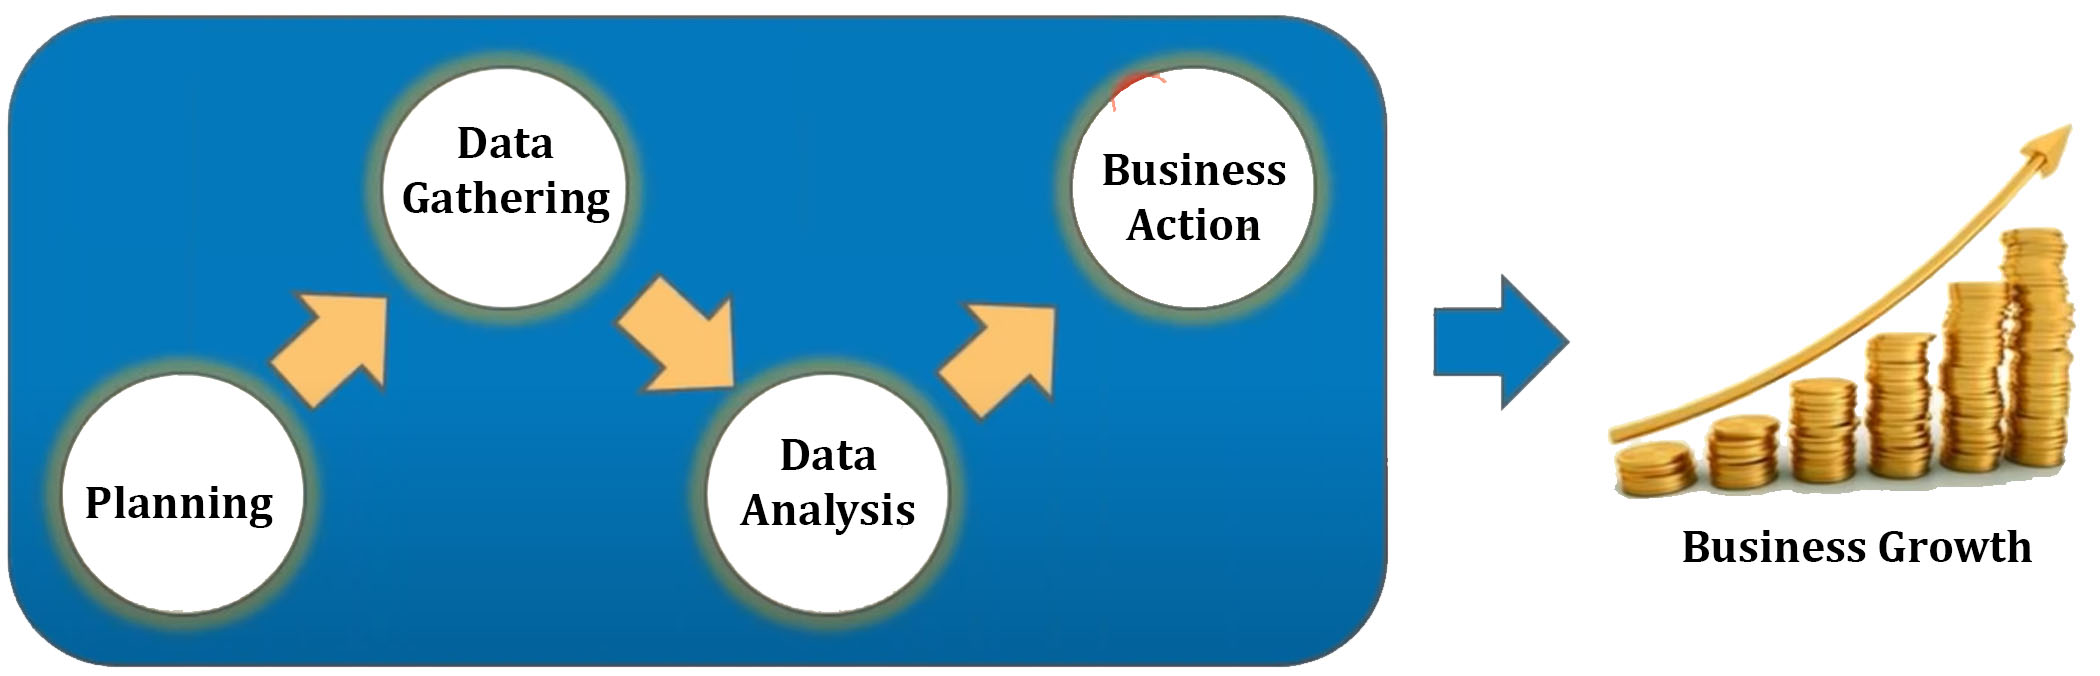 Planning
Data
Gathering
Data
Analysis
Business
Action
Business Growth